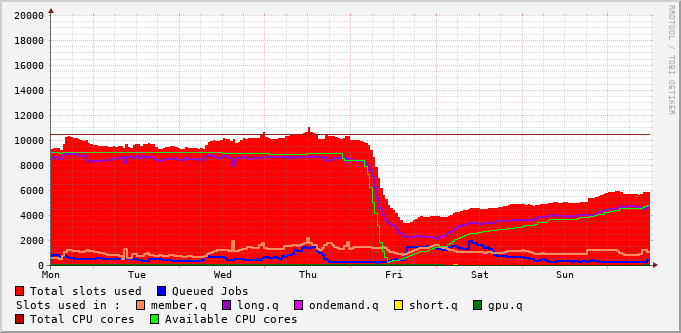 RRDTOOL / TOBI OETIKER
20000
18000
16000
14000
12000
10000
8000
6000
4000
2000
0
Mon Tue Wed Thu Fri Sat Sun
Total slots used Queued Jobs
Slots used in : member.q long.q ondemand.q short.q gpu.q
Total CPU cores Available CPU cores